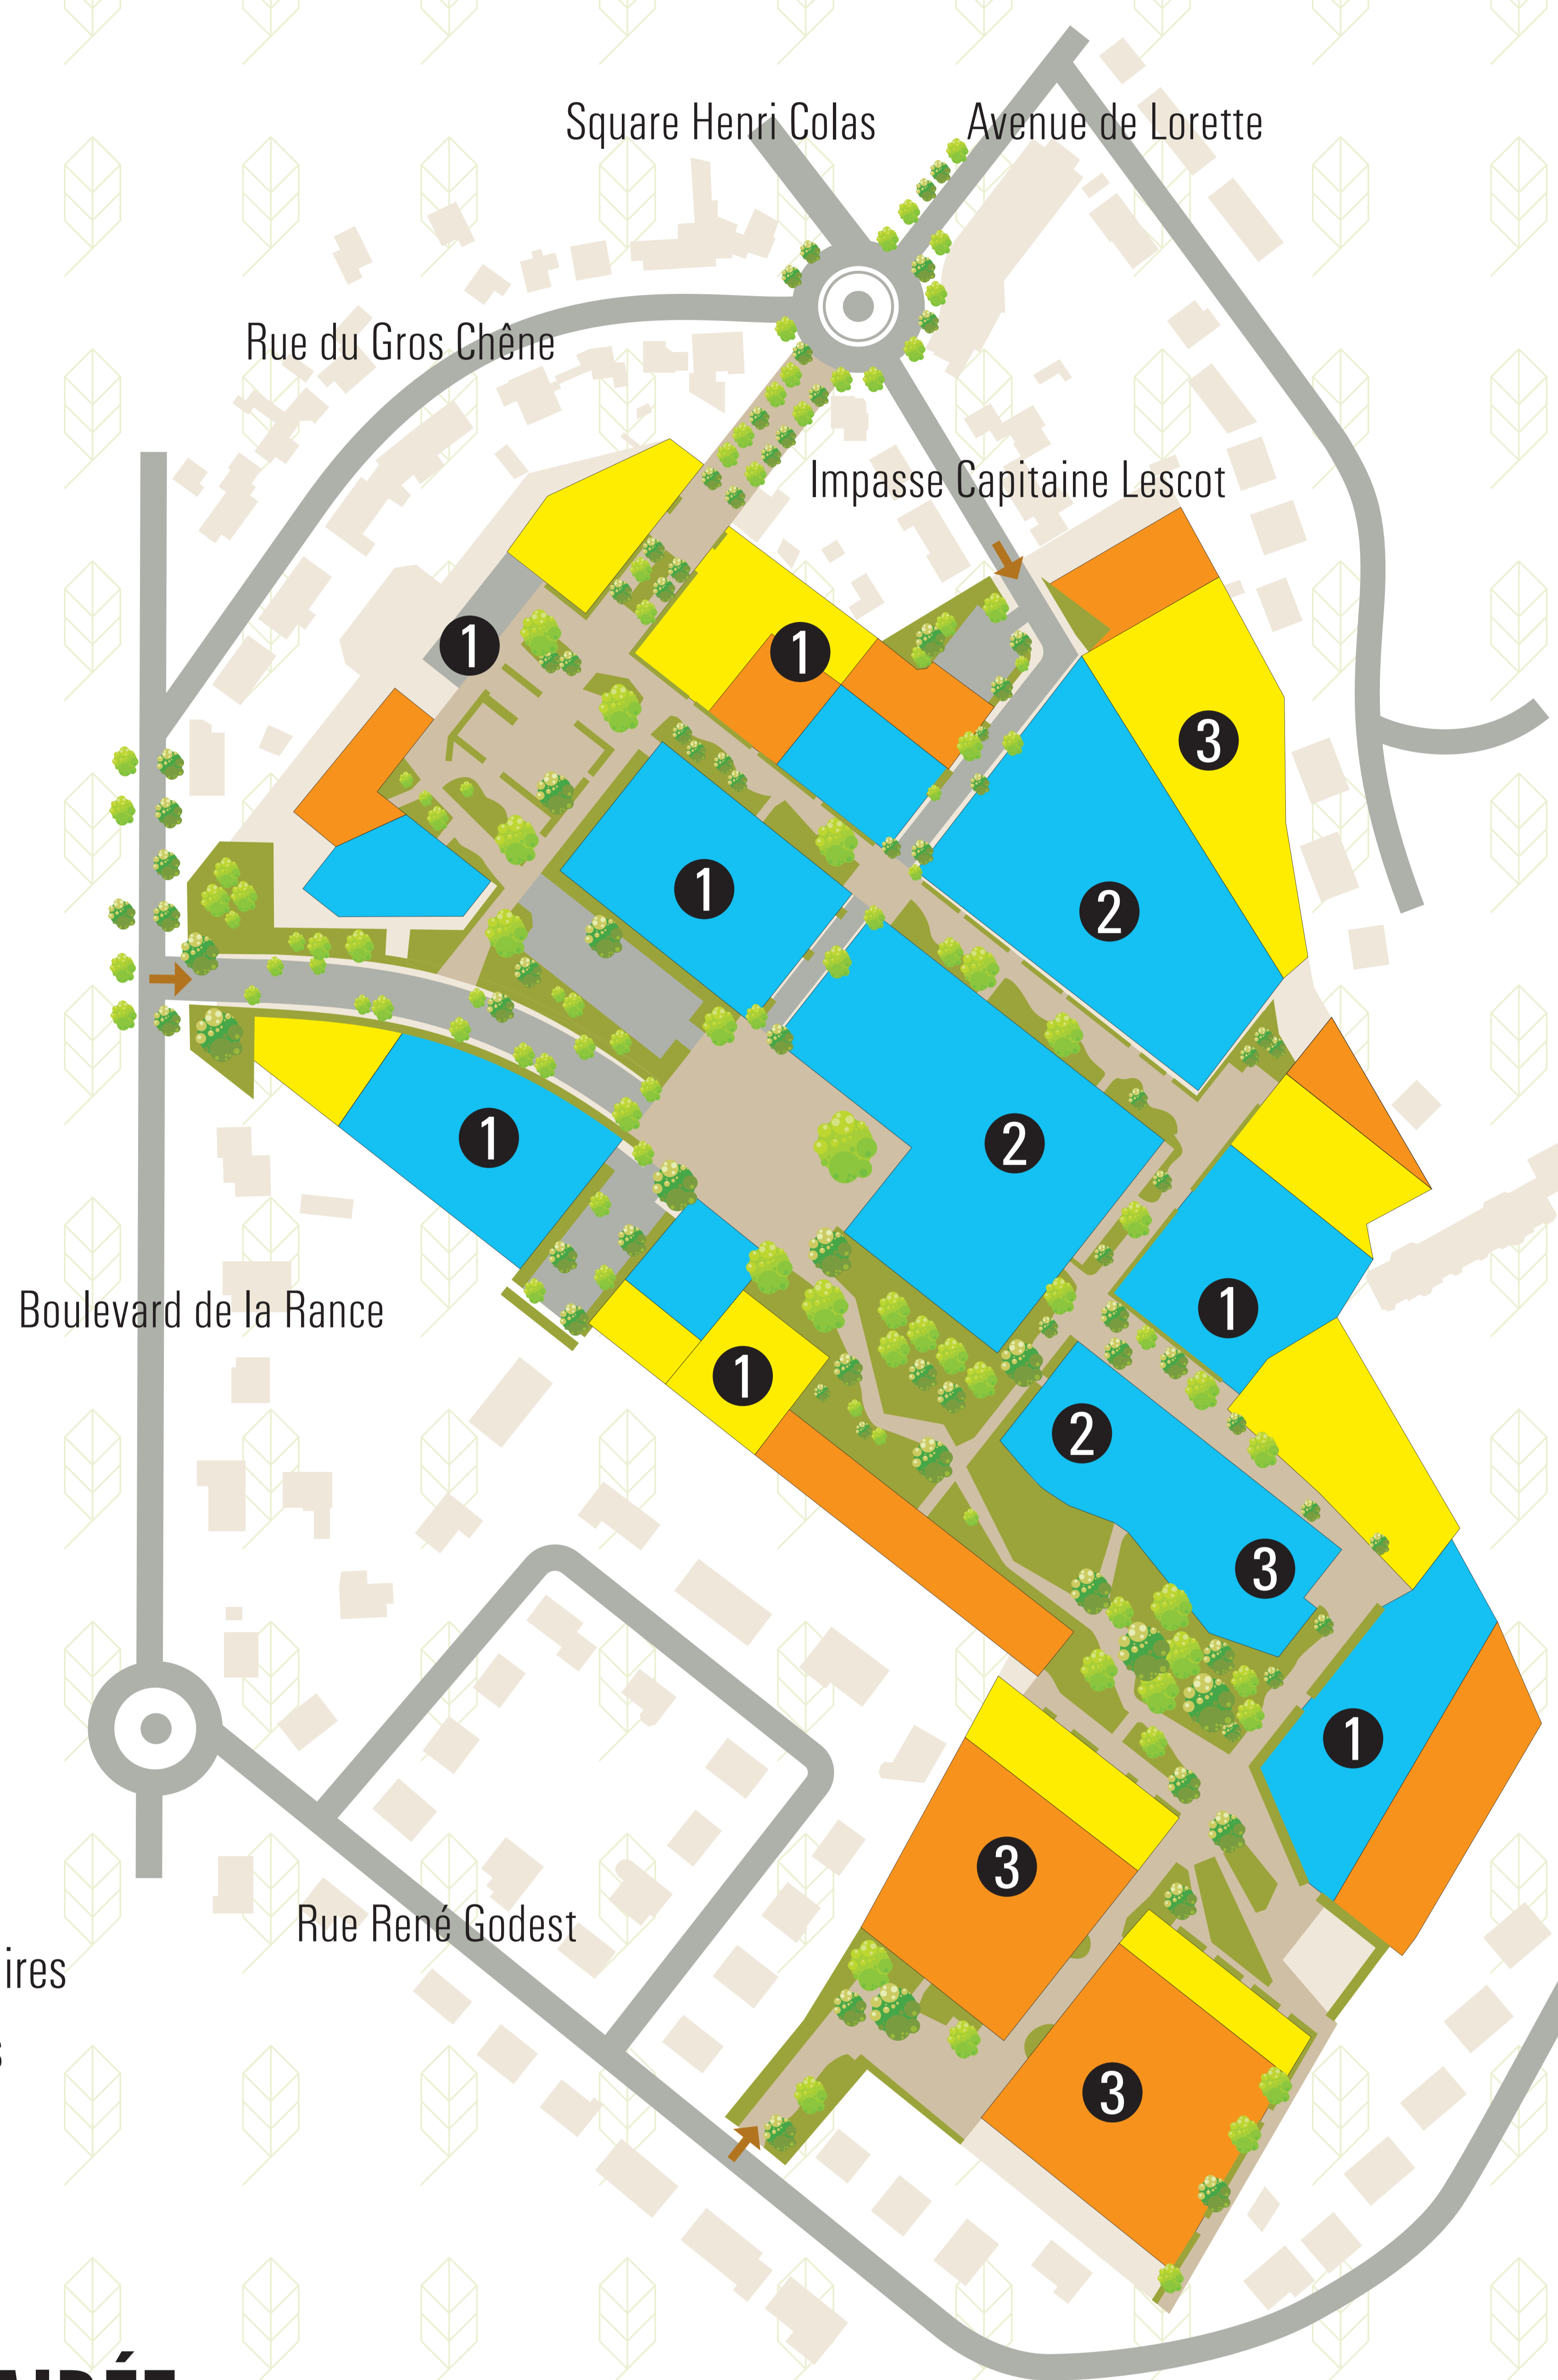 Square Henri Colas
Avenue de Lorette
Rue du Gros Chêne
Impasse Capitaine Lescot
1
1
3
1
2
1
2
1
1
2
3
1
3
3
Boulevard de la Rance
1
Rue René Godest
ires